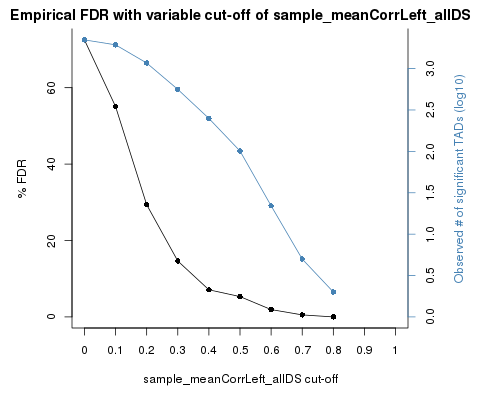 Empirical FDR with variable cut-off of sample_meanCorrLeft_allDS
% FDR
0
20
40
60
0 0.1 0.2 0.3 0.4 0.5 0.6 0.7 0.8 0.9 1
sample_meanCorrLeft_allDS cut-off
0.0
0.5
1.0
1.5
2.0
2.5
3.0
Observed # of significant TADs (log10)